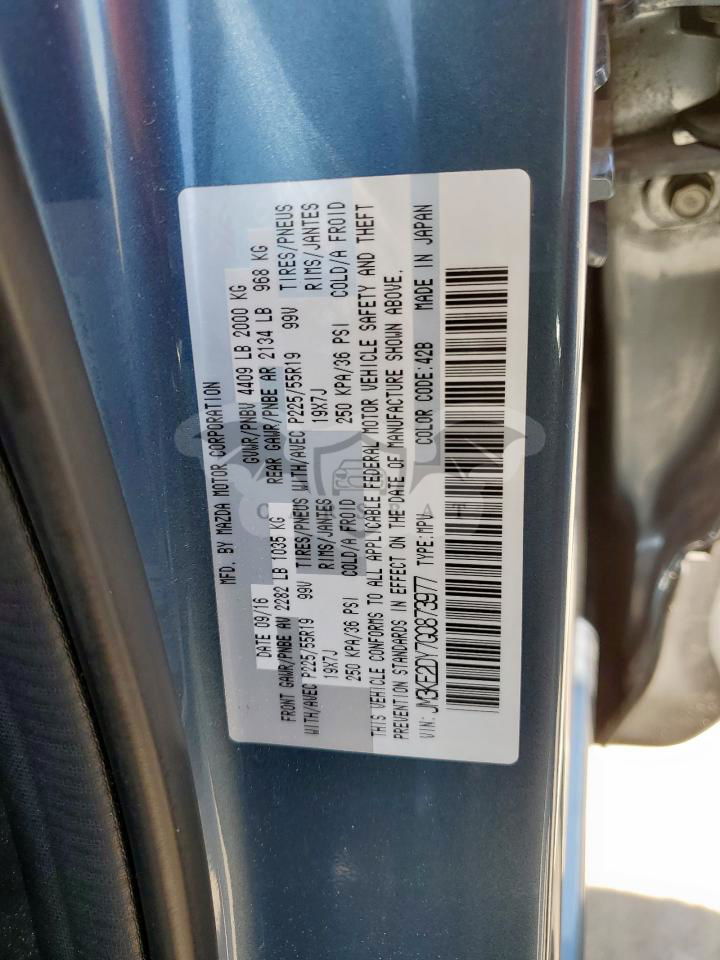 MFD. BY MAZDA MOTOR CORPORATION
DATE 09/16 GVWR/PNBV 4409 LB 2000 KG
FRONT GAWR/PNBE AV 2282 LB 1035 KG REAR GAWR/PNBE AR 2134 LB 968 KG
WITH/AVEC P225/55R19 99V TIRES/PNEUS WITH/AVEC P225/55R19 99V TIRES/PNEUS
19X7J RIMS/JANTES 19X7J RIMS/JANTES
250 KPA/36 PSI COLD/A FROID 250 KPA/36 PSI COLD/A FROID
THIS VEHICLE CONFORMS TO ALL APPLICABLE FEDERAL MOTOR VEHICLE SAFETY AND THEFT
PREVENTION STANDARDS IN EFFECT ON THE DATE OF MANUFACTURE SHOWN ABOVE.
VIN: JM3KE2DY7G0873977 TYPE:MPV COLOR CODE:42B MADE IN JAPAN